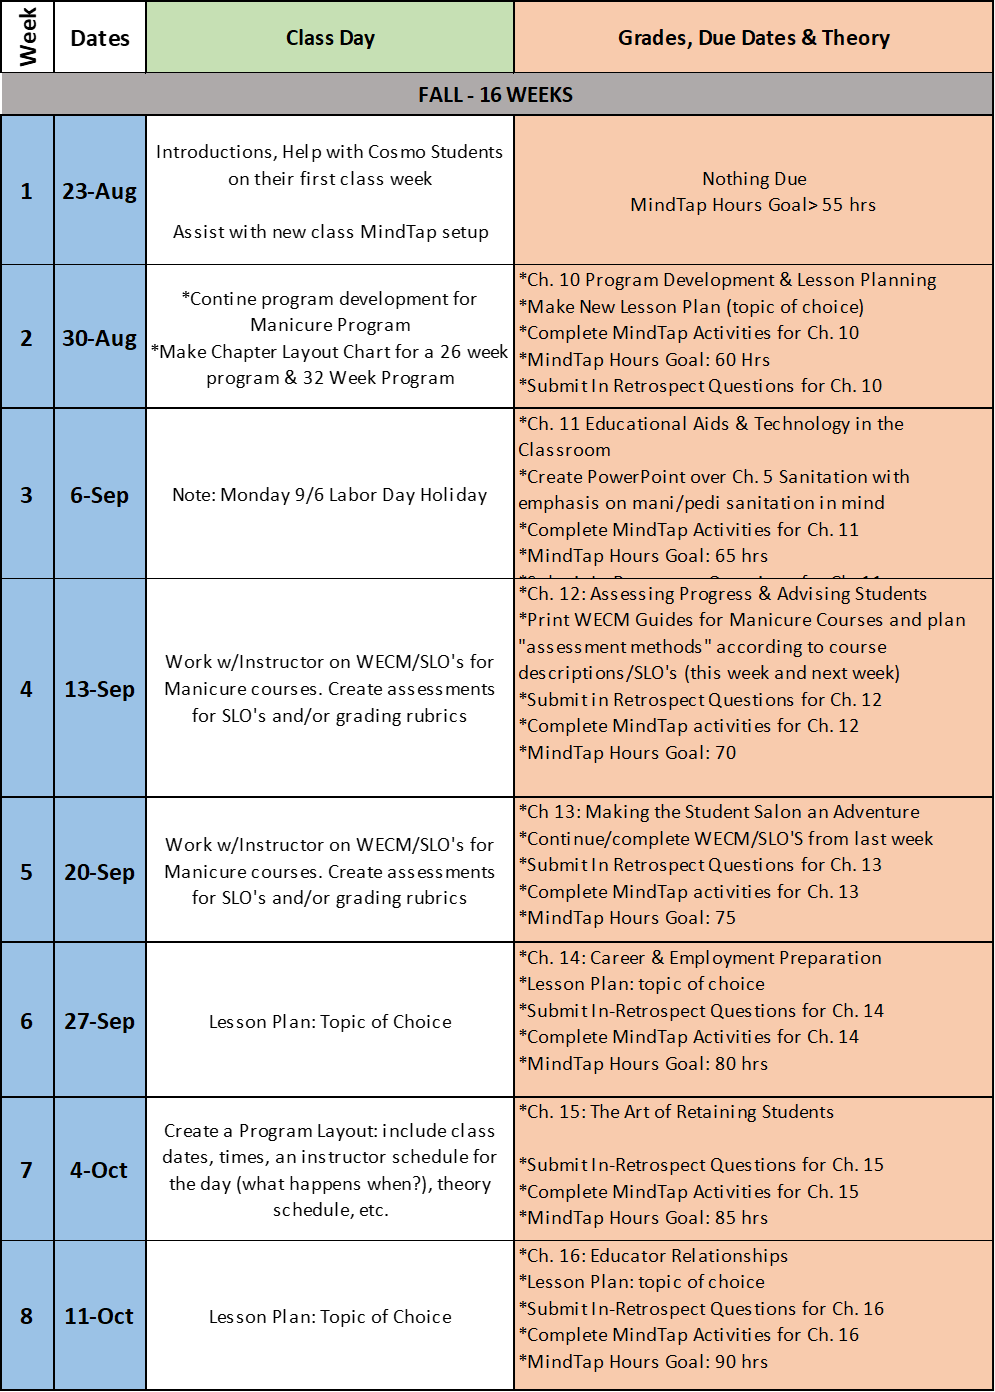 Week
Dates
Class Day
Grades, Due Dates & Theory
FALL - 16 WEEKS
1
23-Aug
Introductions, Help with Cosmo Students
on their first class week
Assist with new class MindTap setup
Nothing Due
MindTap Hours Goal> 55 hrs
2
30-Aug
*Contine program development for
Manicure Program
*Make Chapter Layout Chart for a 26 week
program & 32 Week Program
*Ch. 10 Program Development & Lesson Planning
*Make New Lesson Plan (topic of choice)
*Complete MindTap Activities for Ch. 10
*MindTap Hours Goal: 60 Hrs
*Submit In Retrospect Questions for Ch. 10
3
6-Sep
Note: Monday 9/6 Labor Day Holiday
*Ch. 11 Educational Aids & Technology in the
Classroom
*Create PowerPoint over Ch. 5 Sanitation with
emphasis on mani/pedi sanitation in mind
*Complete MindTap Activities for Ch. 11
*MindTap Hours Goal: 65 hrs
4
13-Sep
Work w/Instructor on WECM/SLO's for
Manicure courses. Create assessments
for SLO's and/or grading rubrics
*Ch. 12: Assessing Progress & Advising Students
*Print WECM Guides for Manicure Courses and plan
"assessment methods" according to course
descriptions/SLO's (this week and next week)
*Submit in Retrospect Questions for Ch. 12
*Complete MindTap activities for Ch. 12
*MindTap Hours Goal: 70
5
20-Sep
Work w/Instructor on WECM/SLO's for
Manicure courses. Create assessments
for SLO's and/or grading rubrics
*Ch 13: Making the Student Salon an Adventure
*Continue/complete WECM/SLO'S from last week
*Submit In Retrospect Questions for Ch. 13
*Complete MindTap activities for Ch. 13
*MindTap Hours Goal: 75
6
27-Sep
Lesson Plan: Topic of Choice
*Ch. 14: Career & Employment Preparation
*Lesson Plan: topic of choice
*Submit In-Retrospect Questions for Ch. 14
*Complete MindTap Activities for Ch. 14
*MindTap Hours Goal: 80 hrs
7
4-Oct
Create a Program Layout: include class
dates, times, an instructor schedule for
the day (what happens when?), theory
schedule, etc.
*Ch. 15: The Art of Retaining Students
*Submit In-Retrospect Questions for Ch. 15
*Complete MindTap Activities for Ch. 15
*MindTap Hours Goal: 85 hrs
8
11-Oct
Lesson Plan: Topic of Choice
*Ch. 16: Educator Relationships
*Lesson Plan: topic of choice
*Submit In-Retrospect Questions for Ch. 16
*Complete MindTap Activities for Ch. 16
*MindTap Hours Goal: 90 hrs